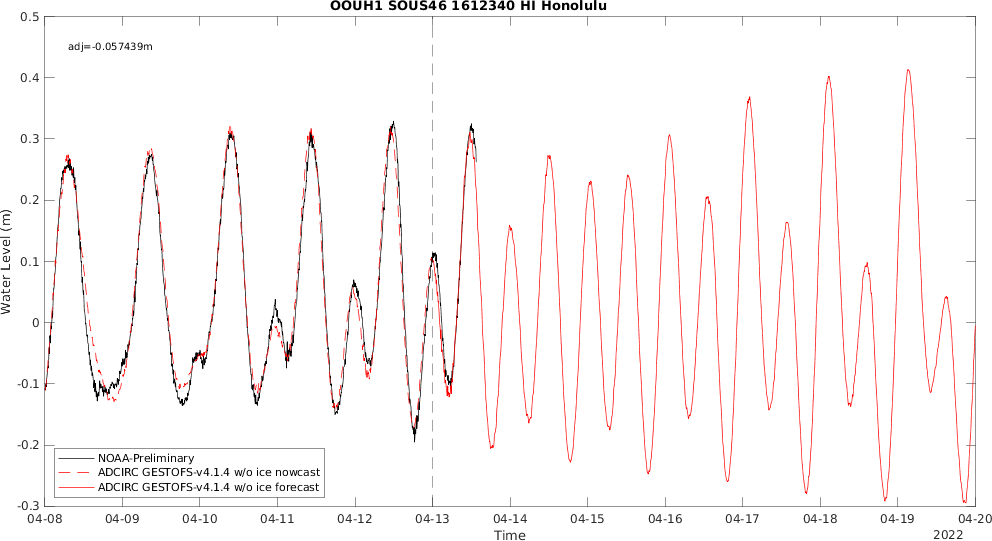 OOUH1 SOUS46 1612340 HI Honolulu
adj=-0.057439m
0.5
0.4
0.3
0.2
0.1
0
-0.1
-0.2
-0.3
Water Level (m)
NOAA-Preliminary
ADCIRC GESTOFS-v4.1.4 w/o ice nowcast
ADCIRC GESTOFS-v4.1.4 w/o ice forecast
04-08 04-09 04-10 04-11 04-12 04-13 04-14 04-15 04-16 04-17 04-18 04-19 04-20
Time
2022